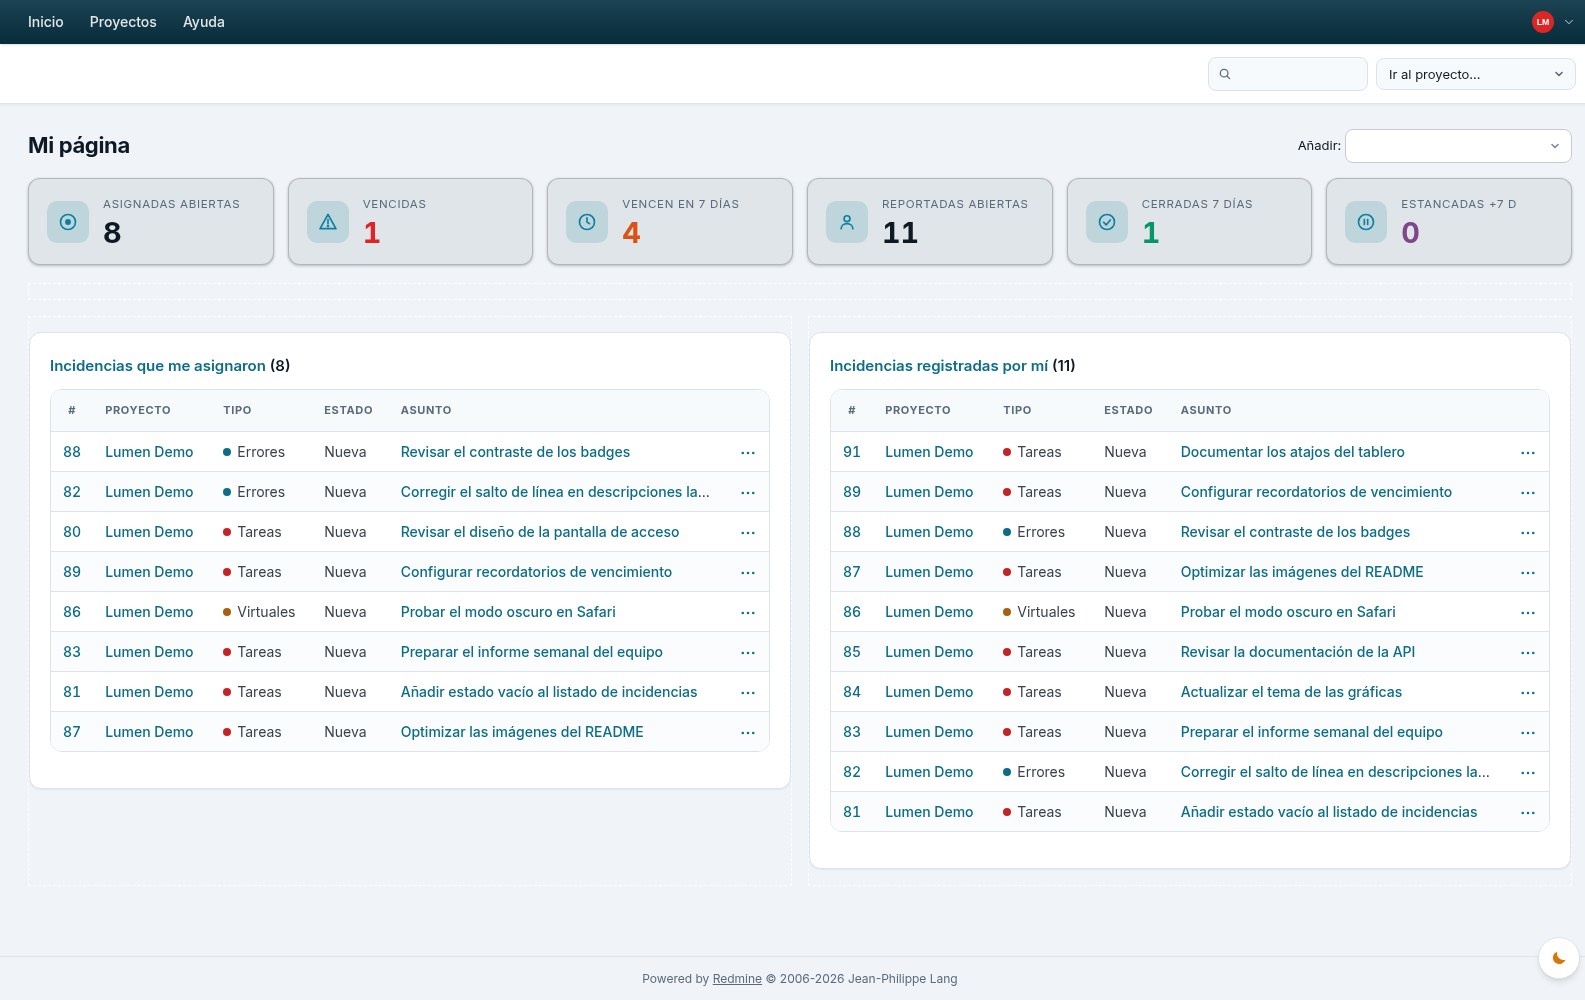 Inicio Proyectos Ayuda LM
Ir al proyecto...
Mi página Añadir:
ASIGNADAS ABIERTAS VENCIDAS VENCEN EN 7 DÍAS REPORTADAS ABIERTAS CERRADAS 7 DÍAS ESTANCADAS +7 D
8 1 4 11 1 0
Incidencias que me asignaron (8)
# PROYECTO TIPO ESTADO ASUNTO
88 Lumen Demo Errores Nueva Revisar el contraste de los badges ...
82 Lumen Demo Errores Nueva Corregir el salto de línea en descripciones la... ...
80 Lumen Demo Tareas Nueva Revisar el diseño de la pantalla de acceso ...
89 Lumen Demo Tareas Nueva Configurar recordatorios de vencimiento ...
86 Lumen Demo Virtuales Nueva Probar el modo oscuro en Safari ...
83 Lumen Demo Tareas Nueva Preparar el informe semanal del equipo ...
81 Lumen Demo Tareas Nueva Añadir estado vacío al listado de incidencias ...
87 Lumen Demo Tareas Nueva Optimizar las imágenes del README ...
Incidencias registradas por mí (11)
# PROYECTO TIPO ESTADO ASUNTO
91 Lumen Demo Tareas Nueva Documentar los atajos del tablero ...
89 Lumen Demo Tareas Nueva Configurar recordatorios de vencimiento ...
88 Lumen Demo Errores Nueva Revisar el contraste de los badges ...
87 Lumen Demo Tareas Nueva Optimizar las imágenes del README ...
86 Lumen Demo Virtuales Nueva Probar el modo oscuro en Safari ...
85 Lumen Demo Tareas Nueva Revisar la documentación de la API ...
84 Lumen Demo Tareas Nueva Actualizar el tema de las gráficas ...
83 Lumen Demo Tareas Nueva Preparar el informe semanal del equipo ...
82 Lumen Demo Errores Nueva Corregir el salto de línea en descripciones la... ...
81 Lumen Demo Tareas Nueva Añadir estado vacío al listado de incidencias ...
Powered by Redmine © 2006-2026 Jean-Philippe Lang